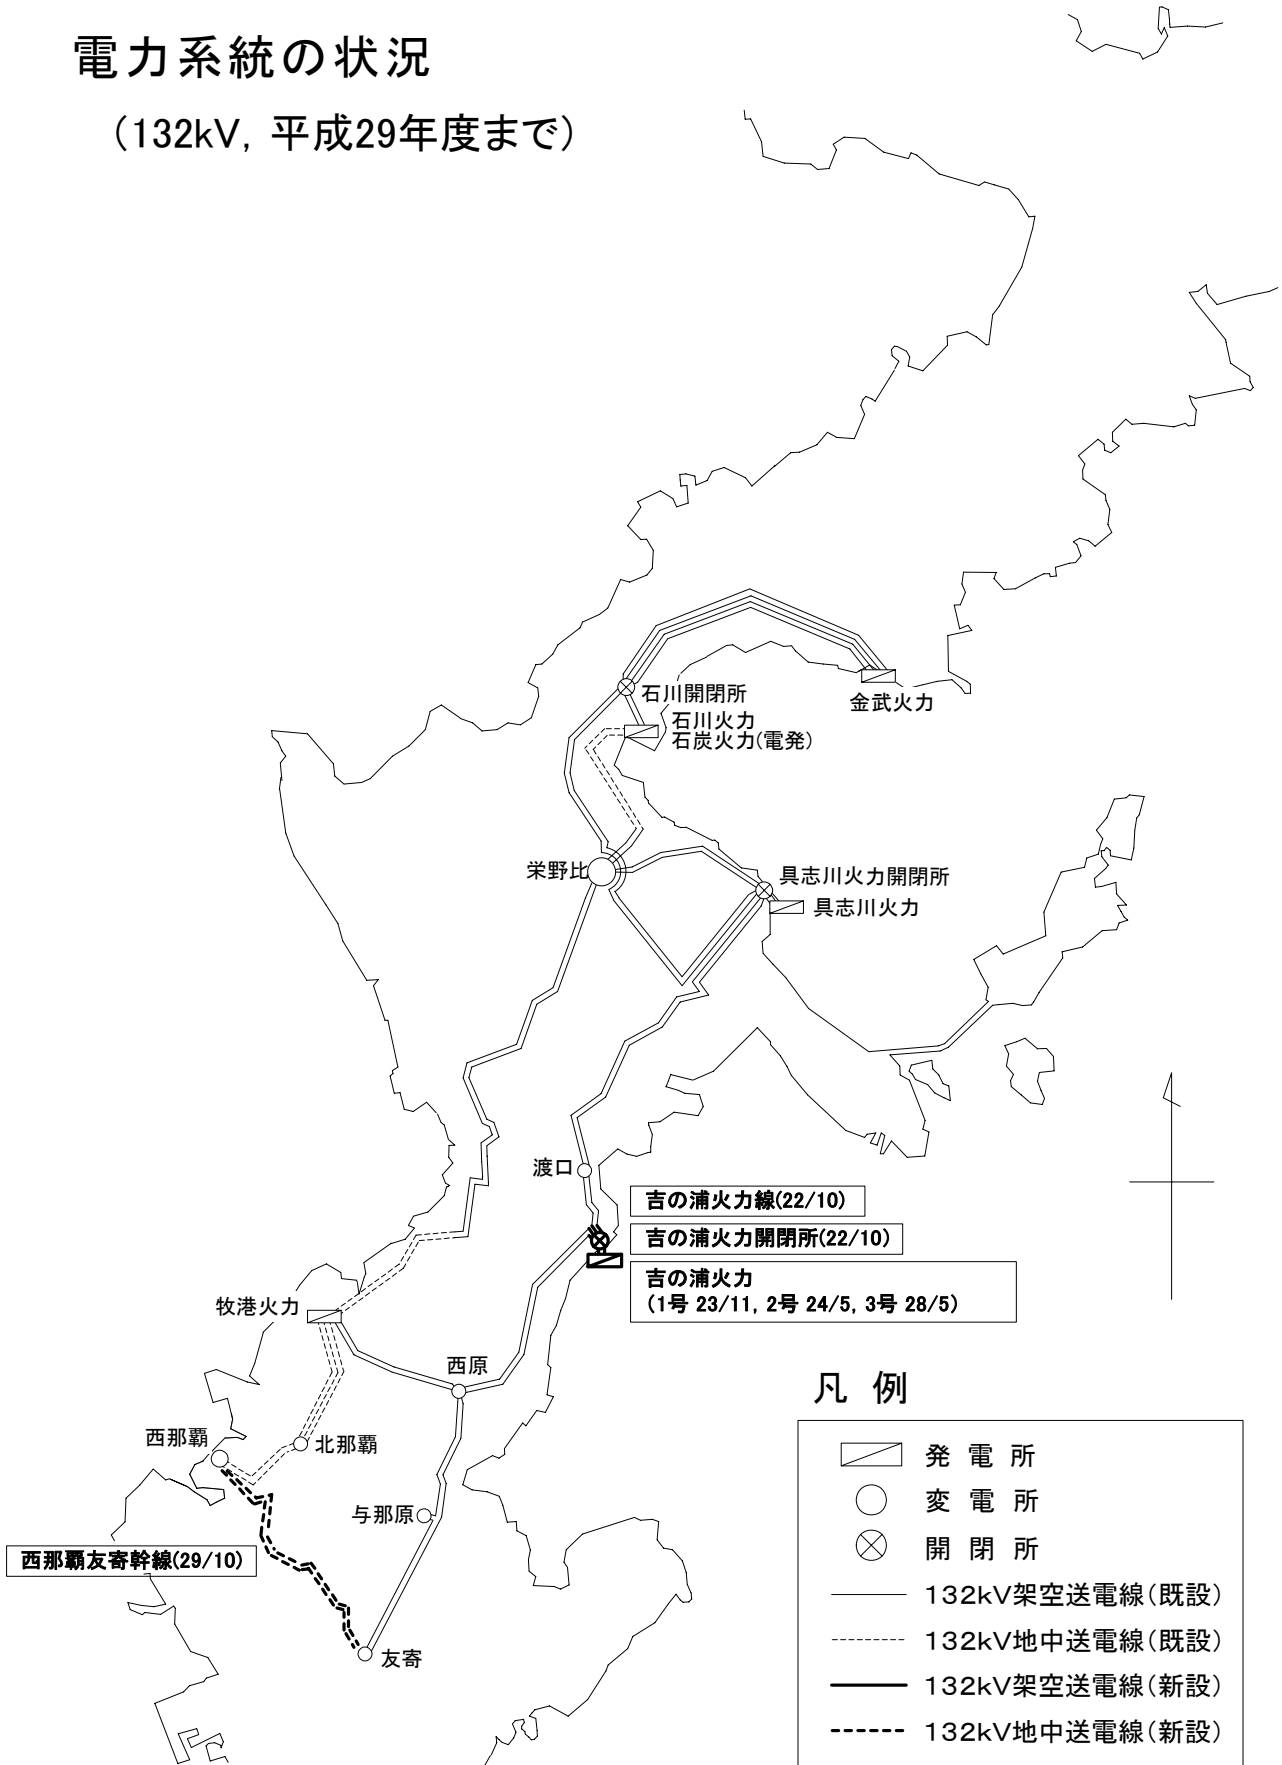 電力系統の状況
(132kV, 平成29年度まで)
石川開閉所
金武火力
石川火力
石炭火力(電発)
栄野比
具志川火力開閉所
具志川火力
渡口
吉の浦火力線(22/10)
吉の浦火力開閉所(22/10)
吉の浦火力
(1号 23/11, 2号 24/5, 3号 28/5)
牧港火力
西原
西那覇
北那覇
与那原
西那覇友寄幹線(29/10)
友寄
凡 例
発 電 所
変 電 所
開 閉 所
132kV架空送電線(既設)
132kV地中送電線(既設)
132kV架空送電線(新設)
132kV地中送電線(新設)